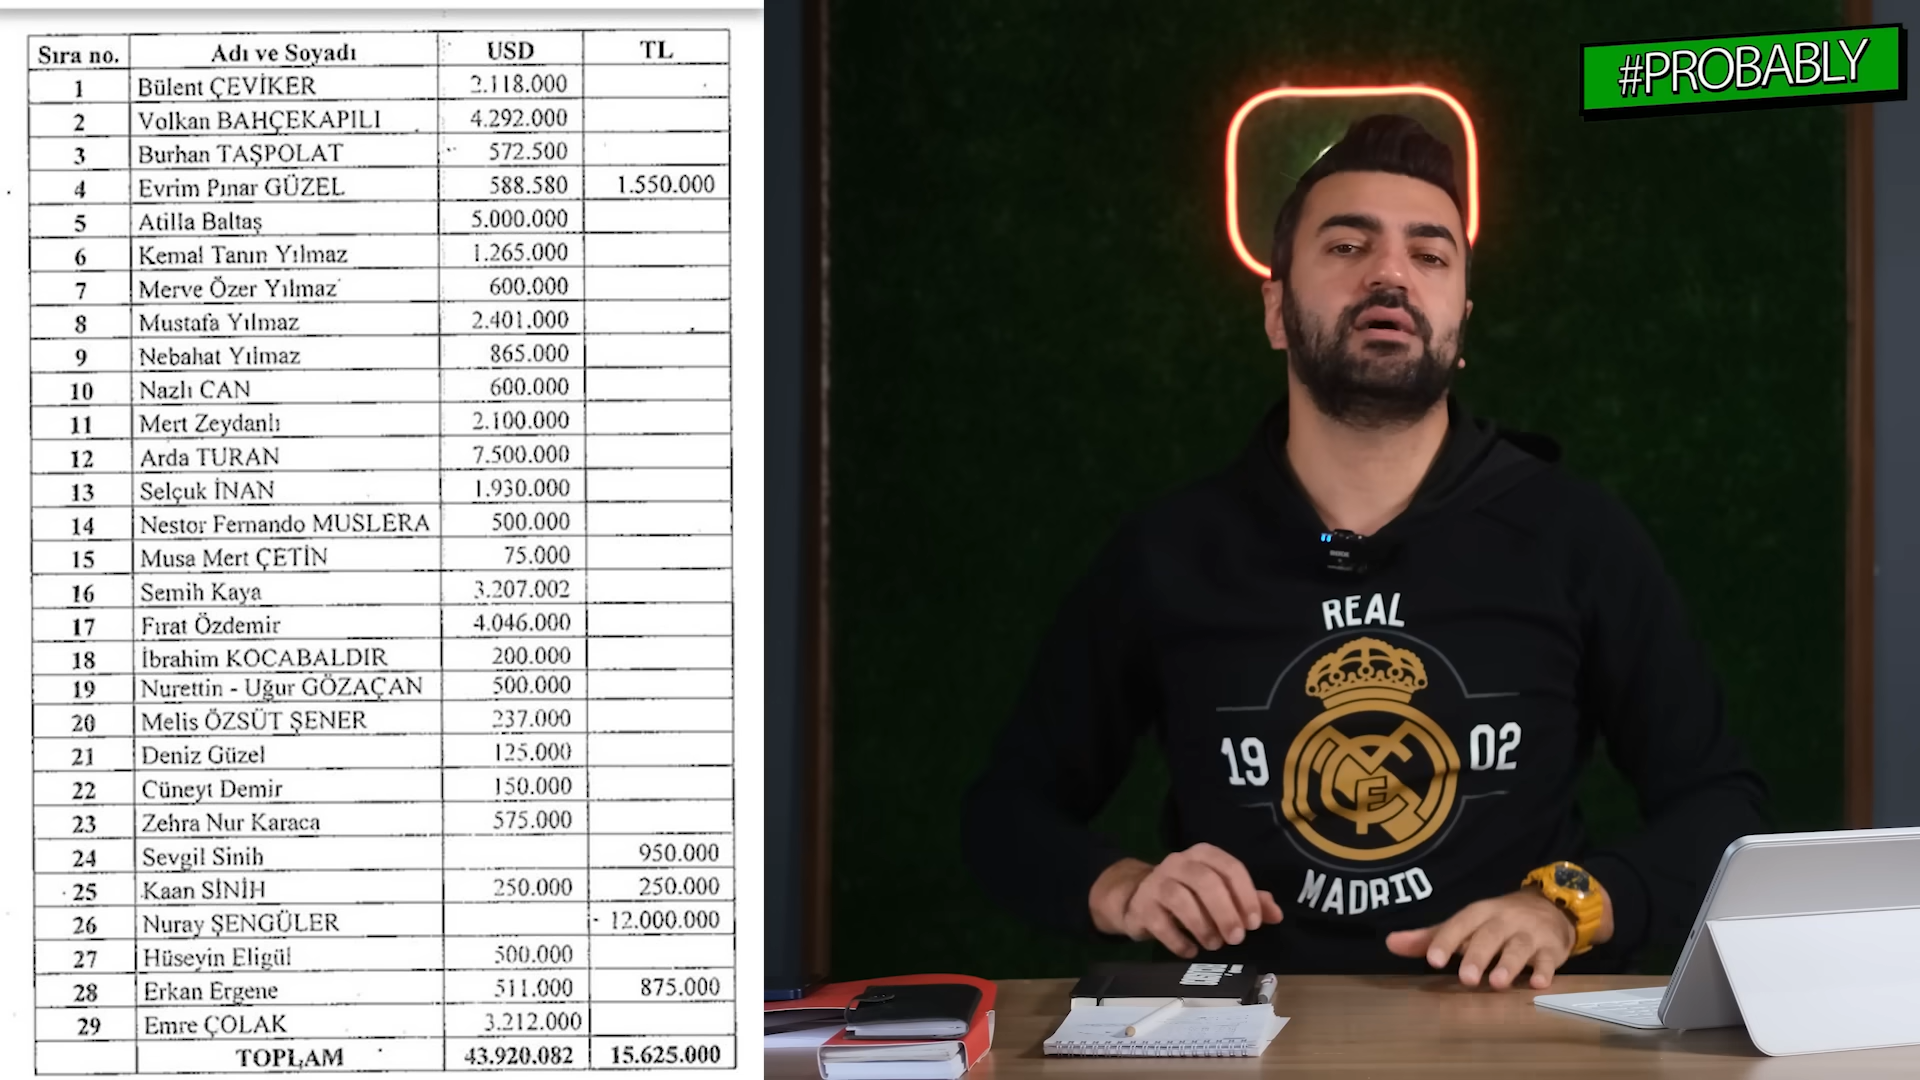 Sıra no. Adı ve Soyadı USD TL
1 Bülent ÇEVİKER 2.118.000
2 Volkan BAHÇEKAPILI 4.292.000
3 Burhan TAŞPOLAT 572.500
4 Evrim Pınar GÜZEL 588.580 1.550.000
5 Atilla Baltaş 5.000.000
6 Kemal Tanın Yılmaz 1.265.000
7 Merve Özer Yılmaz 600.000
8 Mustafa Yılmaz 2.401.000
9 Nebahat Yılmaz 865.000
10 Nazlı CAN 600.000
11 Mert Zeydanlı 2.100.000
12 Arda TURAN 7.500.000
13 Selçuk İNAN 1.930.000
14 Nestor Fernando MUSLERA 500.000
15 Musa Mert ÇETİN 75.000
16 Semih Kaya 3.207.002
17 Fırat Özdemir 4.046.000
18 İbrahim KOCABALDIR 200.000
19 Nurettin - Uğur GÖZAÇAN 500.000
20 Melis ÖZSÜT ŞENER 237.000
21 Deniz Güzel 125.000
22 Cüneyt Demir 150.000
23 Zehra Nur Karaca 575.000
24 Sevgil Sinih 950.000
25 Kaan SİNİH 250.000 250.000
26 Nuray ŞENGÜLER 12.000.000
27 Hüseyin Eligül 500.000
28 Erkan Ergene 511.000 875.000
29 Emre ÇOLAK 3.212.000
TOPLAM 43.920.082 15.625.000
#PROBABLY
REAL
19 02
MADRID